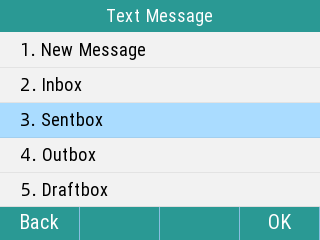 Text Message
1. New Message
2. Inbox
3. Sentbox
4. Outbox
5. Draftbox
Back OK